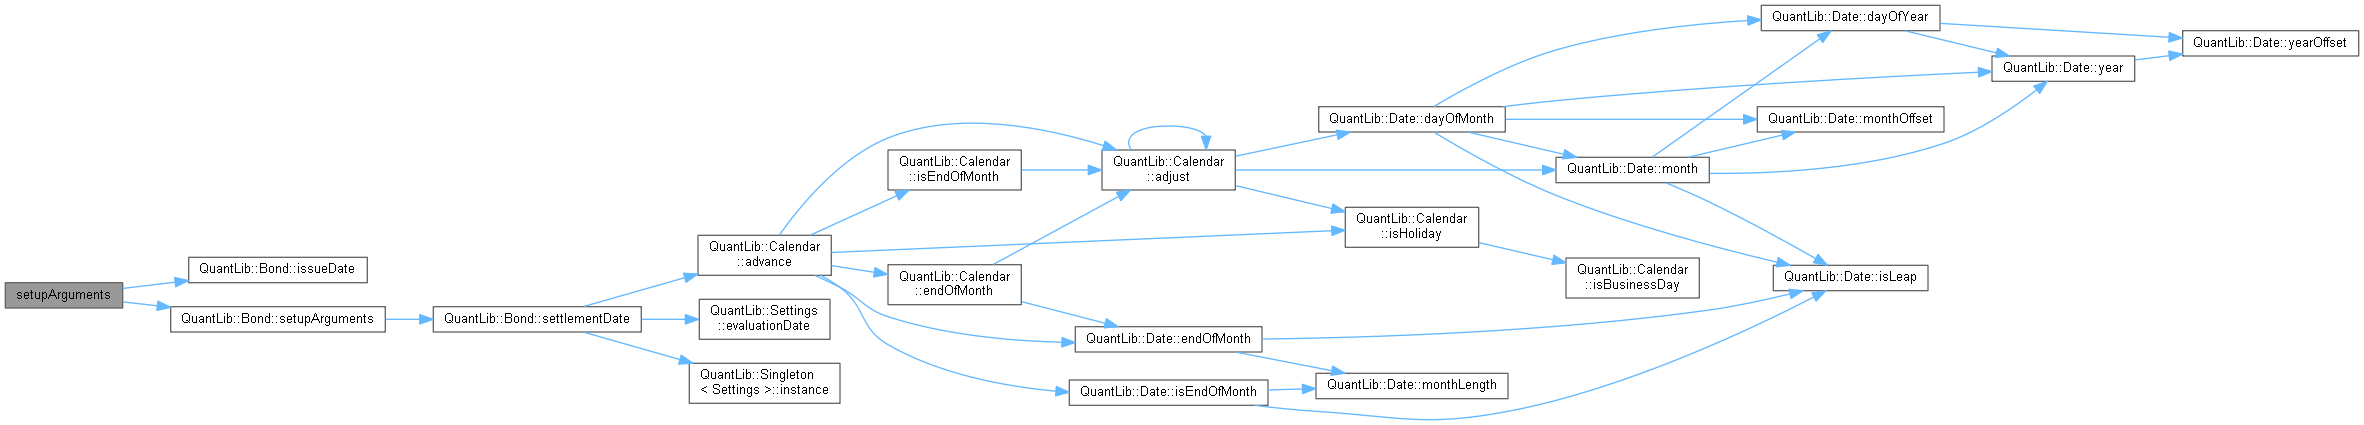 setupArguments
QuantLib::Bond::issueDate
QuantLib::Bond::setupArguments
QuantLib::Bond::settlementDate
QuantLib::Calendar
::advance
QuantLib::Settings
::evaluationDate
QuantLib::Singleton
< Settings >::instance
QuantLib::Calendar
::isEndOfMonth
QuantLib::Calendar
::endOfMonth
QuantLib::Calendar
::adjust
QuantLib::Date::endOfMonth
QuantLib::Date::isEndOfMonth
QuantLib::Date::dayOfMonth
QuantLib::Calendar
::isHoliday
QuantLib::Date::monthLength
QuantLib::Date::month
QuantLib::Calendar
::isBusinessDay
QuantLib::Date::dayOfYear
QuantLib::Date::monthOffset
QuantLib::Date::isLeap
QuantLib::Date::year
QuantLib::Date::yearOffset